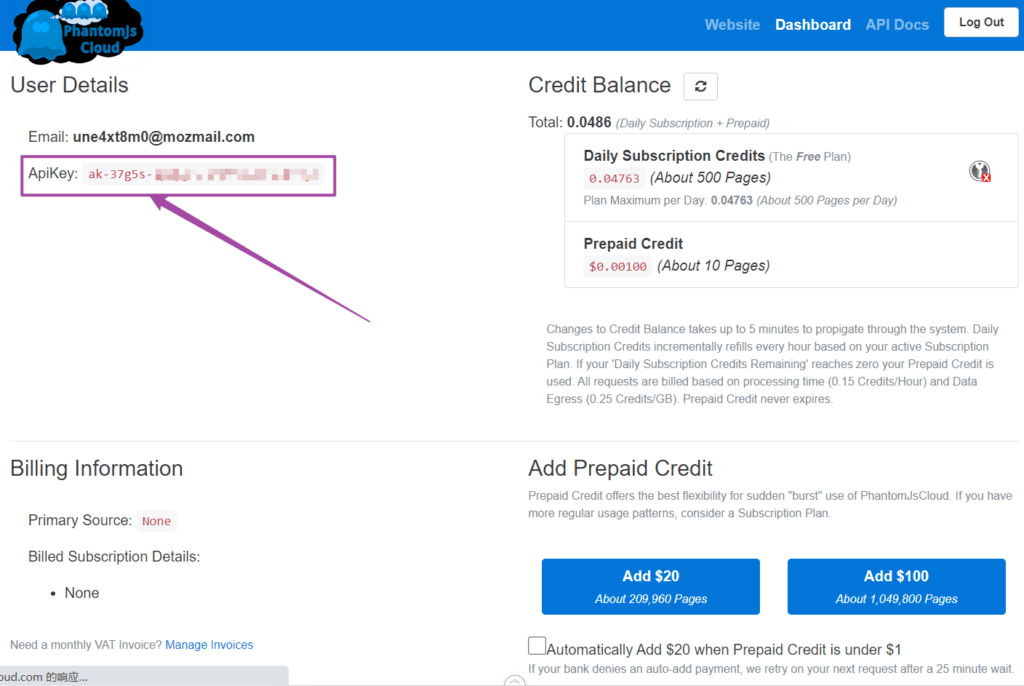 PhantomJs
Cloud
Website Dashboard API Docs Log Out
User Details
Email: une4xt8m0@mozmail.com
ApiKey: ak-37g5s-
Credit Balance
Total: 0.0486 (Daily Subscription + Prepaid)
Daily Subscription Credits (The Free Plan)
0.04763 (About 500 Pages)
Plan Maximum per Day: 0.04763 (About 500 Pages per Day)
Prepaid Credit
$0.00100 (About 10 Pages)
Changes to Credit Balance takes up to 5 minutes to propigate through the system. Daily
Subscription Credits incrementally refills every hour based on your active Subscription
Plan. If your 'Daily Subscription Credits Remaining' reaches zero your Prepaid Credit is
used. All requests are billed based on processing time (0.15 Credits/Hour) and Data
Egress (0.25 Credits/GB). Prepaid Credit never expires.
Billing Information
Primary Source: None
Billed Subscription Details:
• None
Need a monthly VAT Invoice? Manage Invoices
Add Prepaid Credit
Prepaid Credit offers the best flexibility for sudden "burst" use of PhantomJsCloud. If you have
more regular usage patterns, consider a Subscription Plan.
Add $20
About 209,960 Pages
Add $100
About 1,049,800 Pages
Automatically Add $20 when Prepaid Credit is under $1
If your bank denies an auto-add payment, we retry on your next request after a 25 minute wait.
oud.com 的响应...